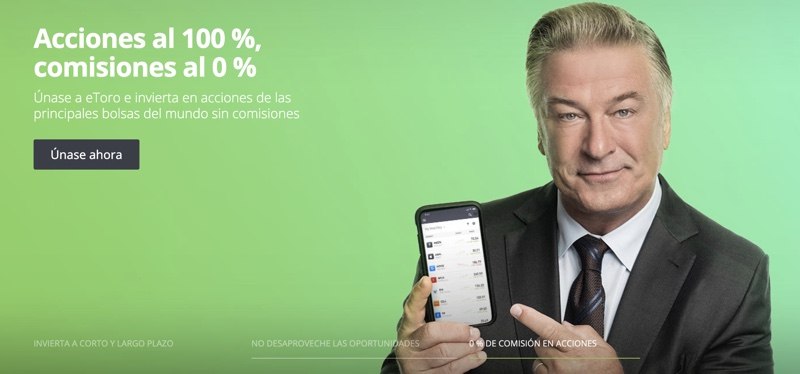 Acciones al 100 %,
comisiones al 0 %
Únase a eToro e invierta en acciones de las
principales bolsas del mundo sin comisiones
Únase ahora
INVIERTA A CORTO Y LARGO PLAZO
NO DESAPROVECHE LAS OPORTUNIDADES
0 % DE COMISIÓN EN ACCIONES